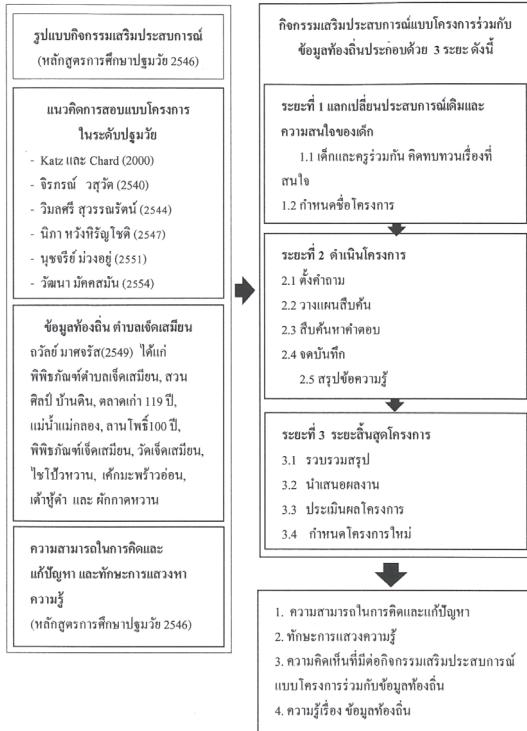 รูปแบบกิจกรรมเสริมประสบการณ์
(หลักสูตรการศึกษาปฐมวัย 2546)
แนวคิดการสอนแบบโครงการ
ในระดับปฐมวัย
- Katz และ Chard (2000)
- จิรภรณ์ วสุวัต (2540)
- วิมลศรี สุวรรณรัตน์ (2544)
- นิภา หวังหิรัญโชติ (2547)
- นุชจรีย์ ม่วงอยู่ (2551)
- วัฒนา มัคคสมัน (2554)
ข้อมูลท้องถิ่น ตำบลเจ็ดเสมียน
ถวัลย์ มาศจรัส(2549) ได้แก่
พิพิธภัณฑ์ตำบลเจ็ดเสมียน, สวน
ศิลป์ บ้านดิน, ตลาดเก่า 119 ปี,
แม่น้ำแม่กลอง, ลานโพธิ์100 ปี,
พิพิธภัณฑ์เจ็ดเสมียน, วัดเจ็ดเสมียน,
ไชโป๊วหวาน, เค้กมะพร้าวอ่อน,
เต้าหู้ดำ และ ผักกาดหวาน
ความสามารถในการคิดและ
แก้ปัญหา และทักษะการแสวงหา
ความรู้
(หลักสูตรการศึกษาปฐมวัย 2546)
กิจกรรมเสริมประสบการณ์แบบโครงการร่วมกับ
ข้อมูลท้องถิ่นประกอบด้วย 3 ระยะ ดังนี้
ระยะที่ 1 แลกเปลี่ยนประสบการณ์เดิมและ
ความสนใจของเด็ก
1.1 เด็กและครูร่วมกัน คิดทบทวนเรื่องที่
สนใจ
1.2 กำหนดชื่อโครงการ
ระยะที่ 2 ดำเนินโครงการ
2.1 ตั้งคำถาม
2.2 วางแผนสืบค้น
2.3 สืบค้นหาคำตอบ
2.4 จดบันทึก
2.5 สรุปข้อความรู้
ระยะที่ 3 ระยะสิ้นสุดโครงการ
3.1 รวบรวมสรุป
3.2 นำเสนอผลงาน
3.3 ประเมินผลโครงการ
3.4 กำหนดโครงการใหม่
1. ความสามารถในการคิดและแก้ปัญหา
2. ทักษะการแสวงความรู้
3. ความคิดเห็นที่มีต่อกิจกรรมเสริมประสบการณ์
แบบโครงการร่วมกับข้อมูลท้องถิ่น
4. ความรู้เรื่อง ข้อมูลท้องถิ่น